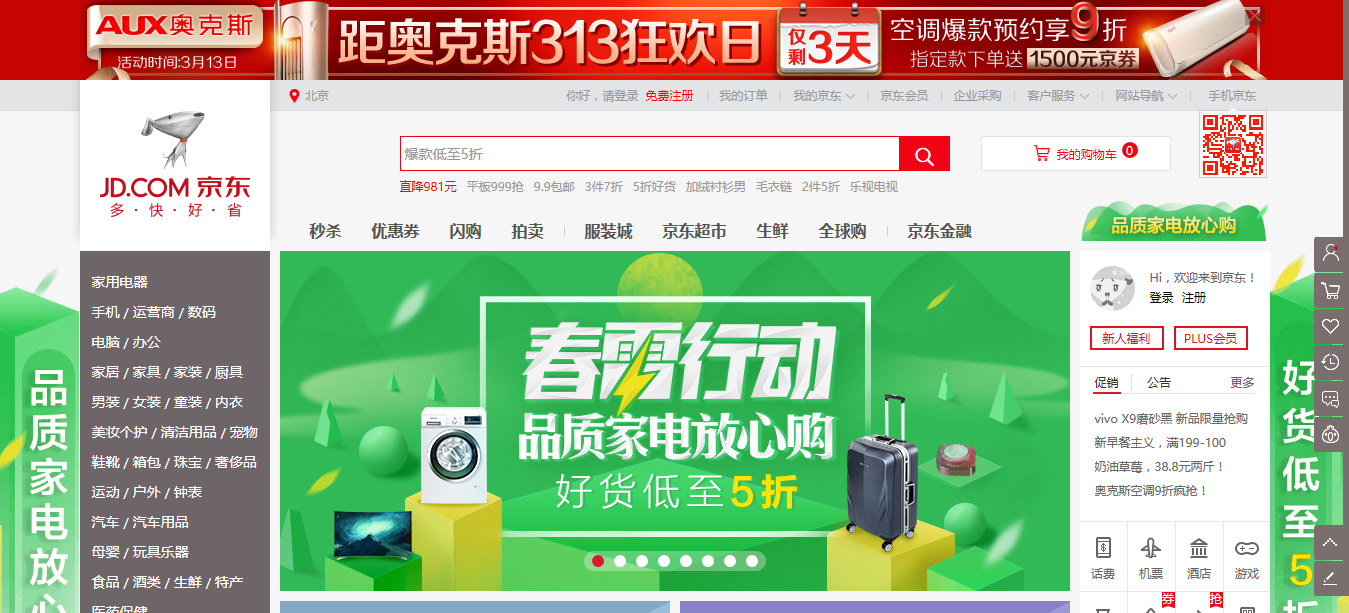 AUX奥克斯
活动时间:3月13日
距奥克斯313狂欢日
仅剩3天
空调爆款预约享9折
指定款下单送1500元京券
北京
你好，请登录 免费注册
我的订单
我的京东
京东会员
企业采购
客户服务
网站导航
手机京东
JD.COM 京东
多·快·好·省
爆款低至5折
我的购物车 0
直降981元 平板999抢 9.9包邮 3件7折 5折好货 加绒衬衫男 毛衣链 2件5折 乐视电视
秒杀 优惠券 闪购 拍卖 服装城 京东超市 生鲜 全球购 京东金融
品质家电放心购
家用电器
手机 / 运营商 / 数码
电脑 / 办公
家居 / 家具 / 家装 / 厨具
男装 / 女装 / 童装 / 内衣
美妆个护 / 清洁用品 / 宠物
鞋靴 / 箱包 / 珠宝 / 奢侈品
运动 / 户外 / 钟表
汽车 / 汽车用品
母婴 / 玩具乐器
食品 / 酒类 / 生鲜 / 特产
医药保健
品质家电放心
春雷行动
品质家电放心购
好货低至5折
Hi，欢迎来到京东！
登录 注册
新人福利 PLUS会员
促销 公告 更多
vivo X9磨砂黑 新品限量抢购
新早餐主义，满199-100
奶油草莓，38.8元两斤！
奥克斯空调9折疯抢！
话费 机票 酒店 游戏
券 抢
好货低至5折